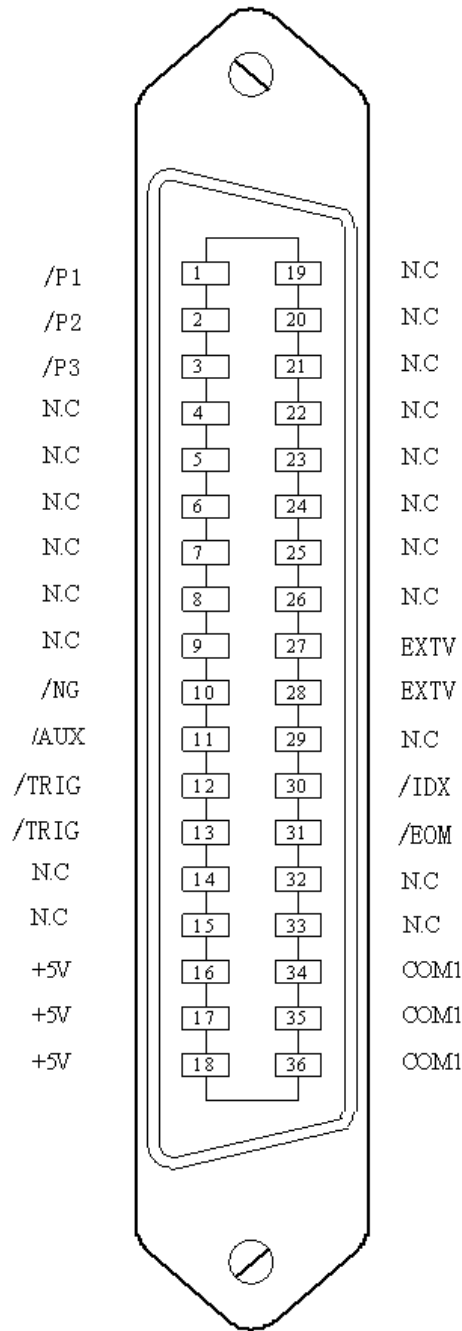 /P1 1 19 N.C
/P2 2 20 N.C
/P3 3 21 N.C
N.C 4 22 N.C
N.C 5 23 N.C
N.C 6 24 N.C
N.C 7 25 N.C
N.C 8 26 N.C
N.C 9 27 EXTV
/NG 10 28 EXTV
/AUX 11 29 N.C
/TRIG 12 30 /IDX
/TRIG 13 31 /EOM
N.C 14 32 N.C
N.C 15 33 N.C
+5V 16 34 COM1
+5V 17 35 COM1
+5V 18 36 COM1